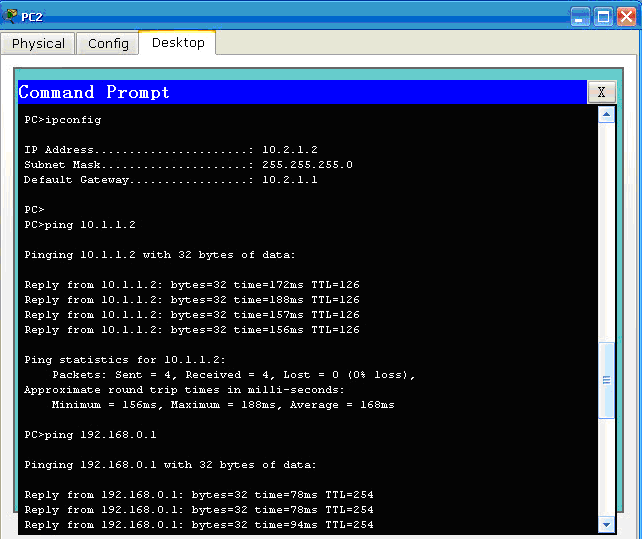 PC2
Physical Config Desktop
Command Prompt X
PC>ipconfig
IP Address......................: 10.2.1.2
Subnet Mask.....................: 255.255.255.0
Default Gateway.................: 10.2.1.1
PC>
PC>ping 10.1.1.2
Pinging 10.1.1.2 with 32 bytes of data:
Reply from 10.1.1.2: bytes=32 time=172ms TTL=126
Reply from 10.1.1.2: bytes=32 time=188ms TTL=126
Reply from 10.1.1.2: bytes=32 time=157ms TTL=126
Reply from 10.1.1.2: bytes=32 time=156ms TTL=126
Ping statistics for 10.1.1.2:
Packets: Sent = 4, Received = 4, Lost = 0 (0% loss),
Approximate round trip times in milli-seconds:
Minimum = 156ms, Maximum = 188ms, Average = 168ms
PC>ping 192.168.0.1
Pinging 192.168.0.1 with 32 bytes of data:
Reply from 192.168.0.1: bytes=32 time=78ms TTL=254
Reply from 192.168.0.1: bytes=32 time=78ms TTL=254
Reply from 192.168.0.1: bytes=32 time=94ms TTL=254